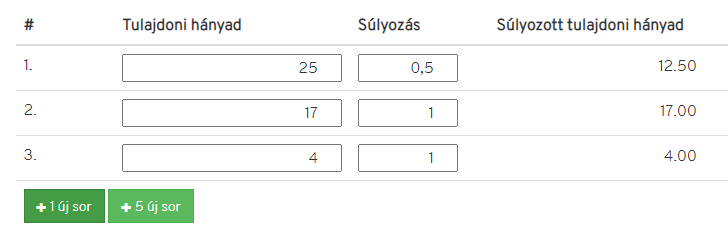 # Tulajdoni hányad Súlyozás Súlyozott tulajdoni hányad
1. 25 0,5 12.50
2. 17 1 17.00
3. 4 1 4.00
+ 1 új sor + 5 új sor